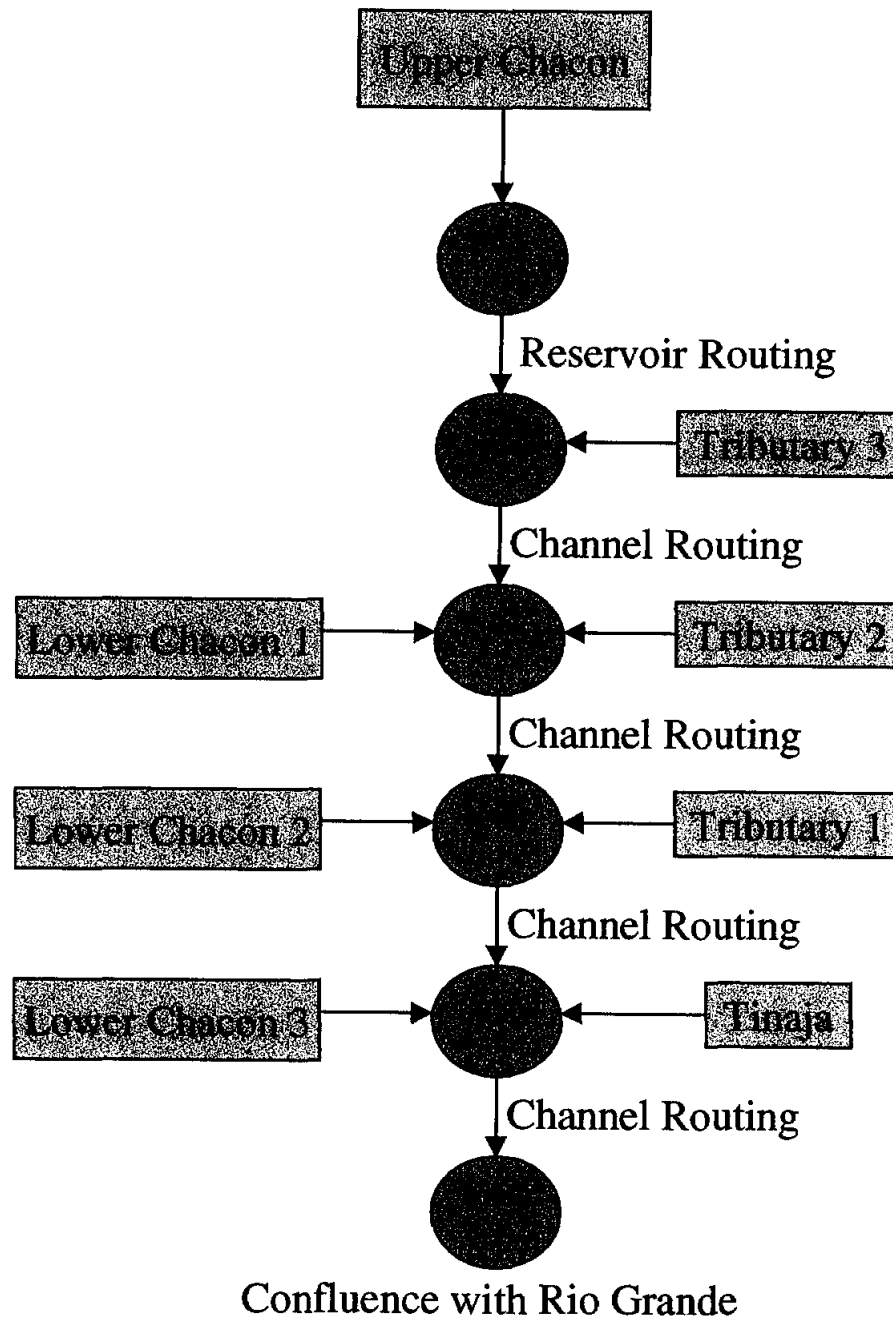 Upper Chacon
Reservoir Routing
Tributary 3
Channel Routing
Lower Chacon 1
Tributary 2
Channel Routing
Lower Chacon 2
Tributary 1
Channel Routing
Lower Chacon 3
Tinaja
Channel Routing
Confluence with Rio Grande